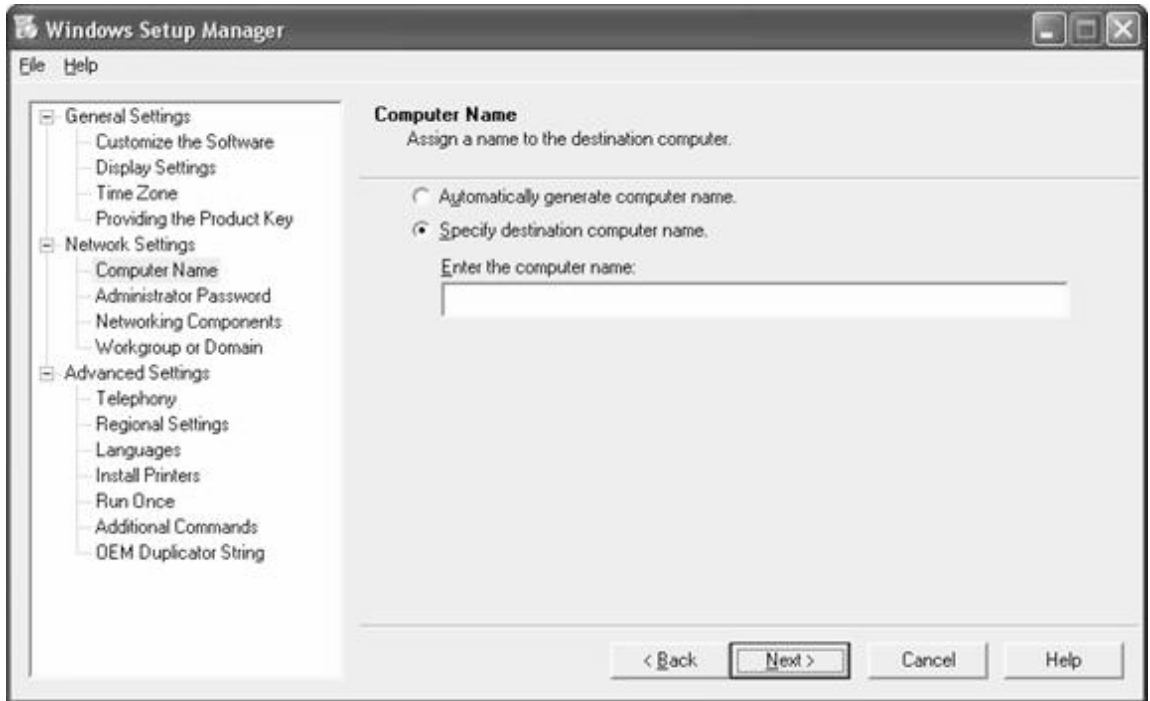 Windows Setup Manager
File Help
General Settings
Customize the Software
Display Settings
Time Zone
Providing the Product Key
Network Settings
Computer Name
Administrator Password
Networking Components
Workgroup or Domain
Advanced Settings
Telephony
Regional Settings
Languages
Install Printers
Run Once
Additional Commands
OEM Duplicator String
Computer Name
Assign a name to the destination computer.
Automatically generate computer name.
Specify destination computer name.
Enter the computer name:
< Back Next > Cancel Help